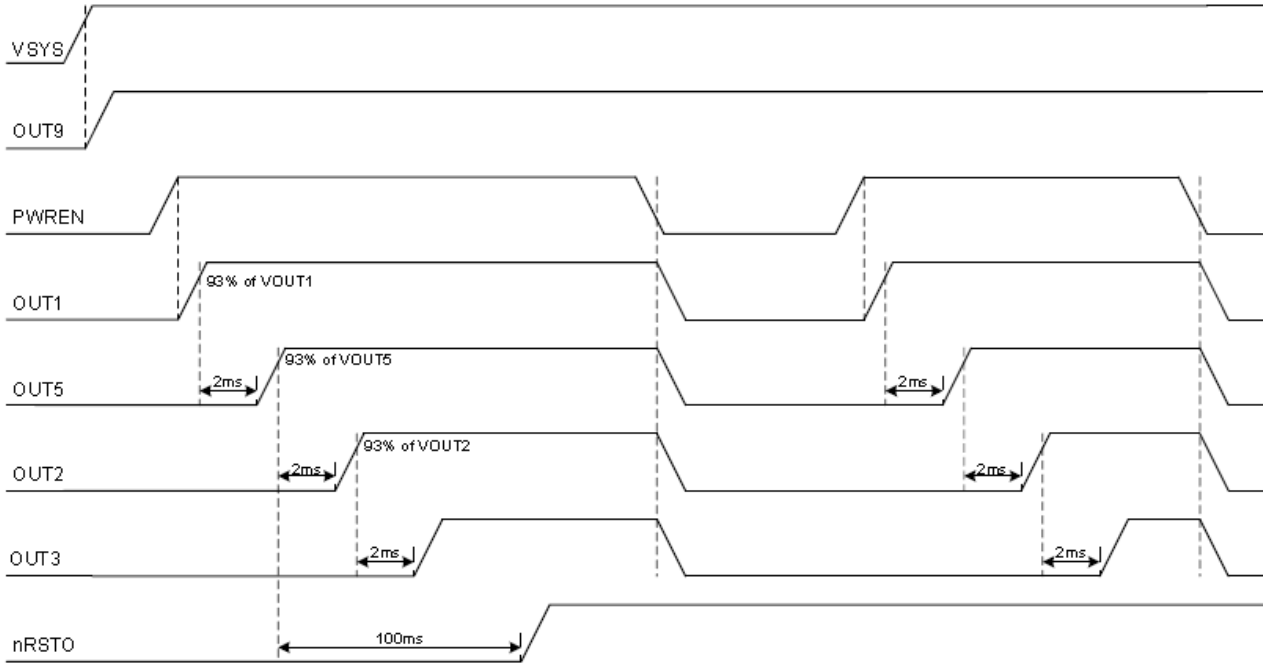 VSYS
OUT9
PWREN
93% of VOUT1
OUT1
93% of VOUT5
OUT5
2ms
2ms
93% of VOUT2
OUT2
2ms
2ms
OUT3
2ms
2ms
nRSTO
100ms